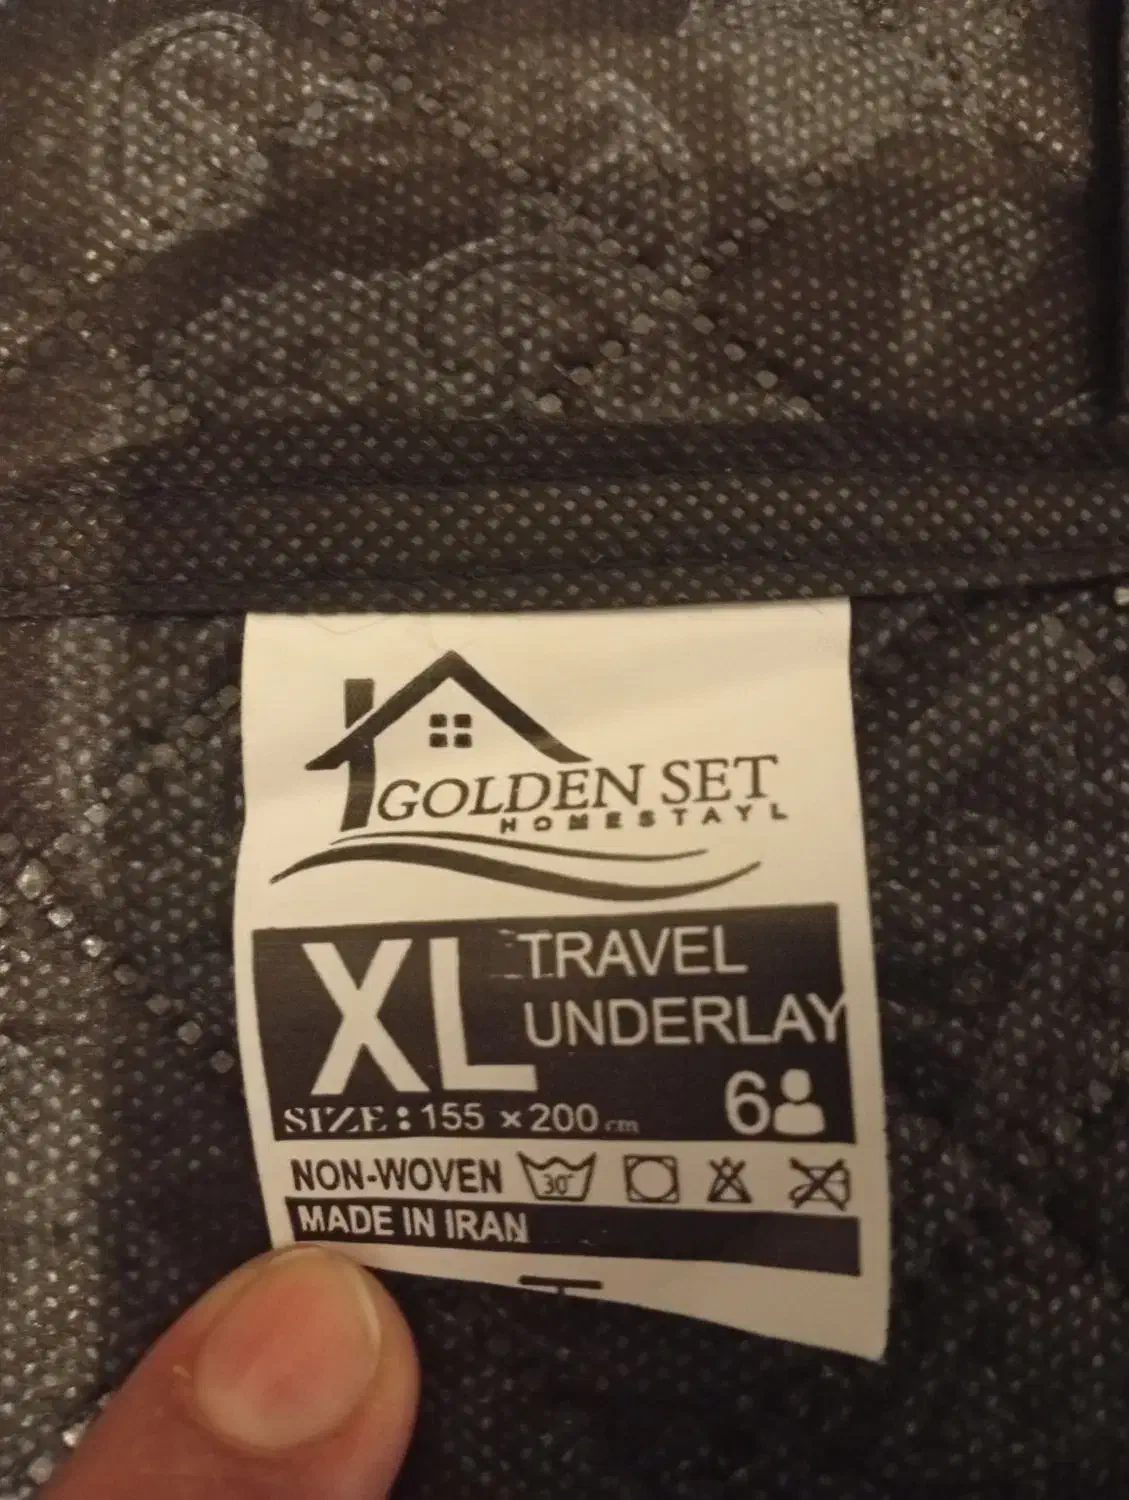 GOLDEN SET
HOMESTAYL
XL TRAVEL
UNDERLAY
6
SIZE: 155 × 200 cm
NON-WOVEN 30°
MADE IN IRAN